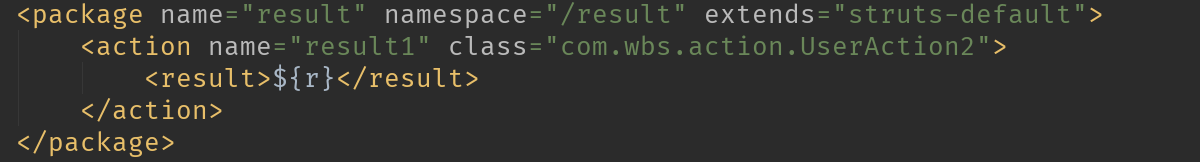 <package name="result" namespace="/result" extends="struts-default">
    <action name="result1" class="com.wbs.action.UserAction2">
        <result>${r}</result>
    </action>
</package>